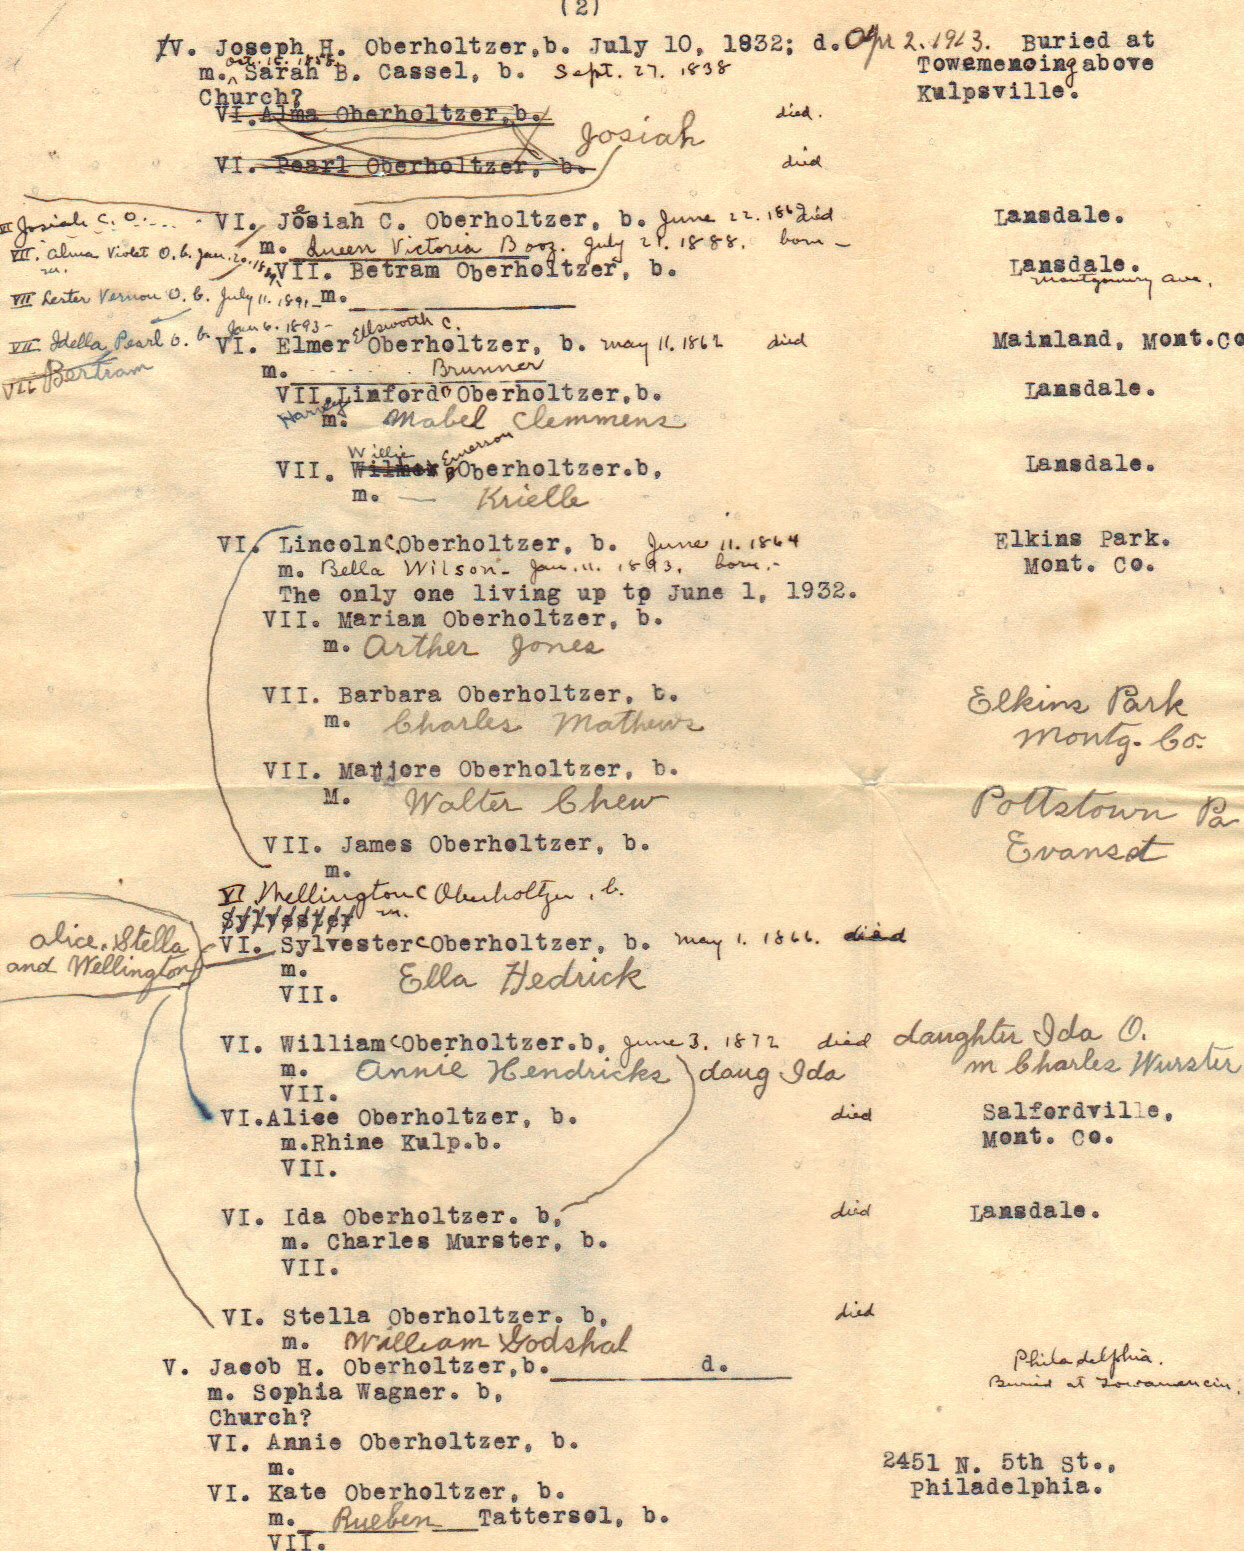 (2)
IV. Joseph H. Oberholtzer,b. July 10, 1832; d. Apr 2. 1913. Buried at
Oct. 15. 1858.
m. ^ Sarah B. Cassel, b. Sept. 27. 1838 Towamencing above
Church? Kulpsville.
VI. Alma Oberholtzer,b. died.
Josiah
VI. Pearl Oberholtzer, b. died
VI Josiah C. O. .... - VI. Josiah C. Oberholtzer, b. June 22. died Lansdale.
VII. Alma Violet O. b. Jan. 20. m. Queen Victoria Booz. July 21. 1888. born -
m. VII. Betram Oberholtzer, b. Lansdale.
Montgomery Ave.
VII Lester Vernon O. b. July 11. 1891 - m.
VII Idella Pearl O. b. Jan 6. 1893 -
Ellsworth C.
VI. Elmer Oberholtzer, b. May 11. 1862 died Mainland, Mont.Co
VII Bertram m. - - - . . Brunner
VII. Linford Oberholtzer,b. Lansdale.
Harvey m. Mabel Clemmens
Willie Emerson
VII. Wilmer Oberholtzer.b, Lansdale.
m. — Krielle
VI. Lincoln C. Oberholtzer, b. June 11. 1864 Elkins Park.
m. Bella Wilson - Jan. 11. 1893. born. - Mont. Co.
The only one living up to June 1, 1932.
VII. Marian Oberholtzer, b.
m. Arther Jones
VII. Barbara Oberholtzer, b. Elkins Park
m. Charles Mathews Montg. Co.
VII. Marjore Oberholtzer, b.
M. Walter Chew Pottstown Pa
VII. James Oberholtzer, b. Evans st
m.
VI Wellington C Oberholtzer, b.
Sylvester m.
Alice, Stella VI. Sylvester C Oberholtzer, b. May 1. 1866. died
and Wellington m. Ella Hedrick
VII.
VI. William C Oberholtzer.b, June 3. 1872 died daughter Ida O.
m. Annie Hendricks ) daug Ida m Charles Wurster
VII.
VI.Alice Oberholtzer, b. died Salfordville,
m.Rhine Kulp.b. Mont. Co.
VII.
VI. Ida Oberholtzer. b, died Lansdale.
m. Charles Murster, b.
VII.
VI. Stella Oberholtzer. b, died
m. William Godshal
V. Jacob H. Oberholtzer,b. d. Philadelphia.
m. Sophia Wagner. b, Buried at Towamencin.
Church?
VI. Annie Oberholtzer, b.
m. 2451 N. 5th St.,
VI. Kate Oberholtzer, b. Philadelphia.
m. Rueben Tattersol, b.
VII.